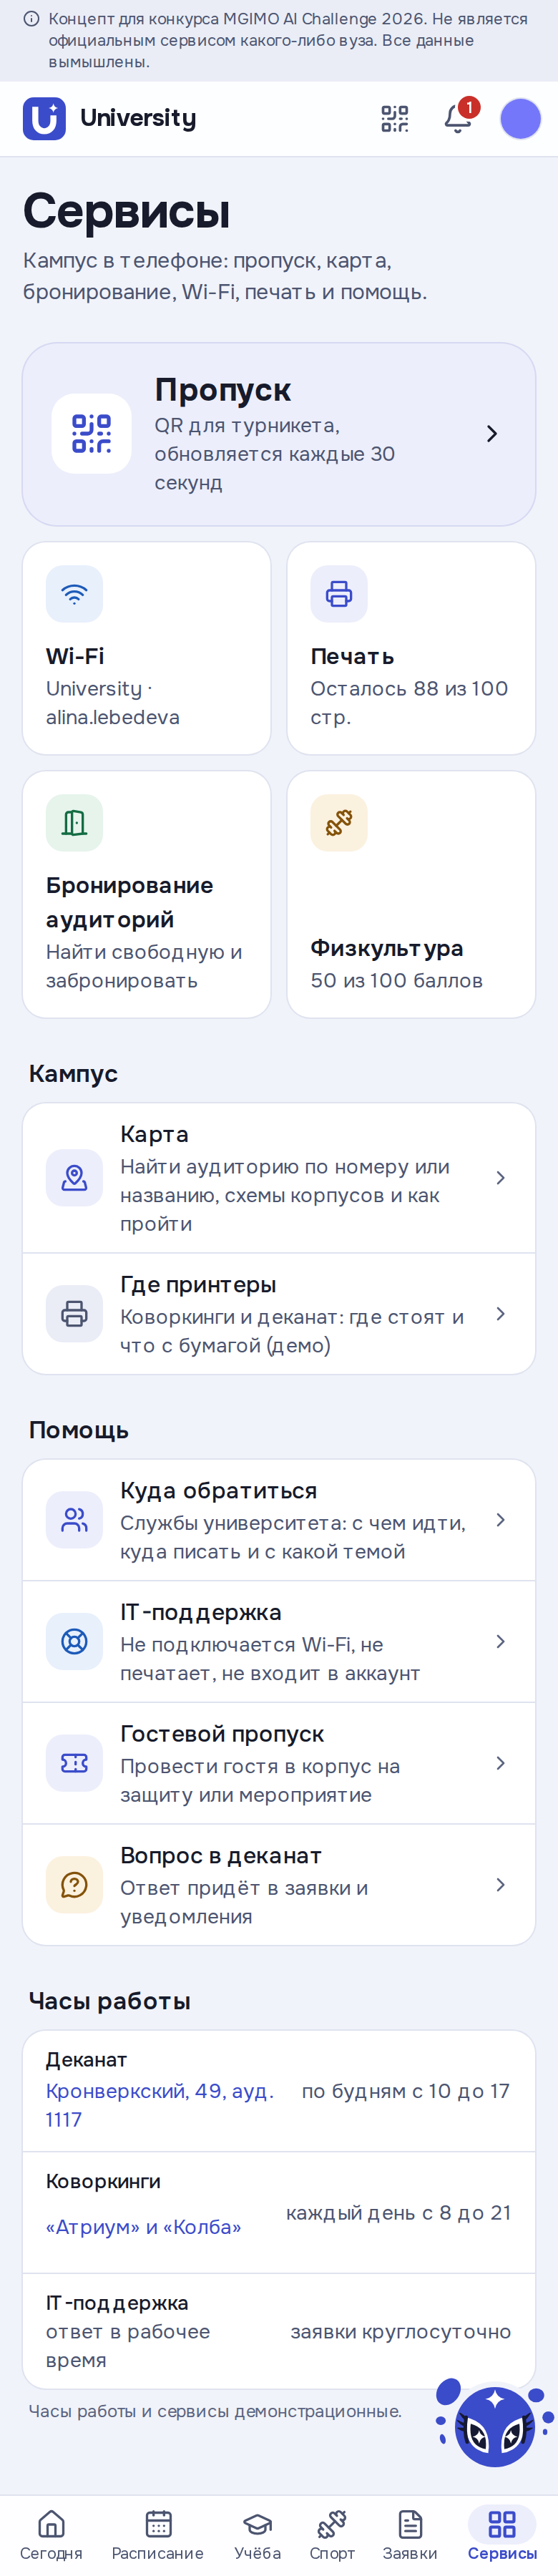 Концепт для конкурса MGIMO AI Challenge 2026. Не является
официальным сервисом какого-либо вуза. Все данные
вымышлены.
University
1
Сервисы
Кампус в телефоне: пропуск, карта,
бронирование, Wi-Fi, печать и помощь.
Пропуск
QR для турникета,
обновляется каждые 30
секунд
Wi-Fi
University ·
alina.lebedeva
Печать
Осталось 88 из 100
стр.
Бронирование
аудиторий
Найти свободную и
забронировать
Физкультура
50 из 100 баллов
Кампус
Карта
Найти аудиторию по номеру или
названию, схемы корпусов и как
пройти
Где принтеры
Коворкинги и деканат: где стоят и
что с бумагой (демо)
Помощь
Куда обратиться
Службы университета: с чем идти,
куда писать и с какой темой
IT-поддержка
Не подключается Wi-Fi, не
печатает, не входит в аккаунт
Гостевой пропуск
Провести гостя в корпус на
защиту или мероприятие
Вопрос в деканат
Ответ придёт в заявки и
уведомления
Часы работы
Деканат
Кронверкский, 49, ауд.
1117
по будням с 10 до 17
Коворкинги
«Атриум» и «Колба»
каждый день с 8 до 21
IT-поддержка
ответ в рабочее
время
заявки круглосуточно
Часы работы и сервисы демонстрационные.
Сегодня
Расписание
Учёба
Спорт
Заявки
Сервисы